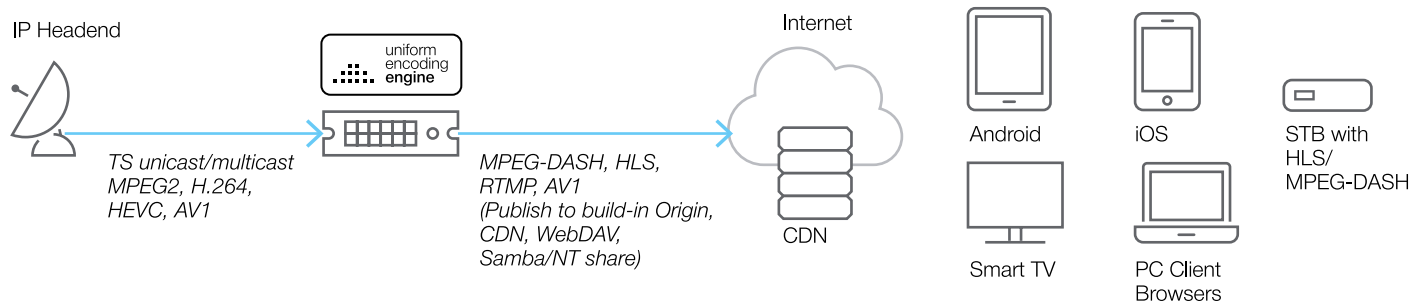 IP Headend
uniform
encoding
engine
TS unicast/multicast
MPEG2, H.264,
HEVC, AV1
MPEG-DASH, HLS,
RTMP, AV1
(Publish to build-in Origin,
CDN, WebDAV,
Samba/NT share)
Internet
CDN
Android
iOS
STB with
HLS/
MPEG-DASH
Smart TV
PC Client
Browsers